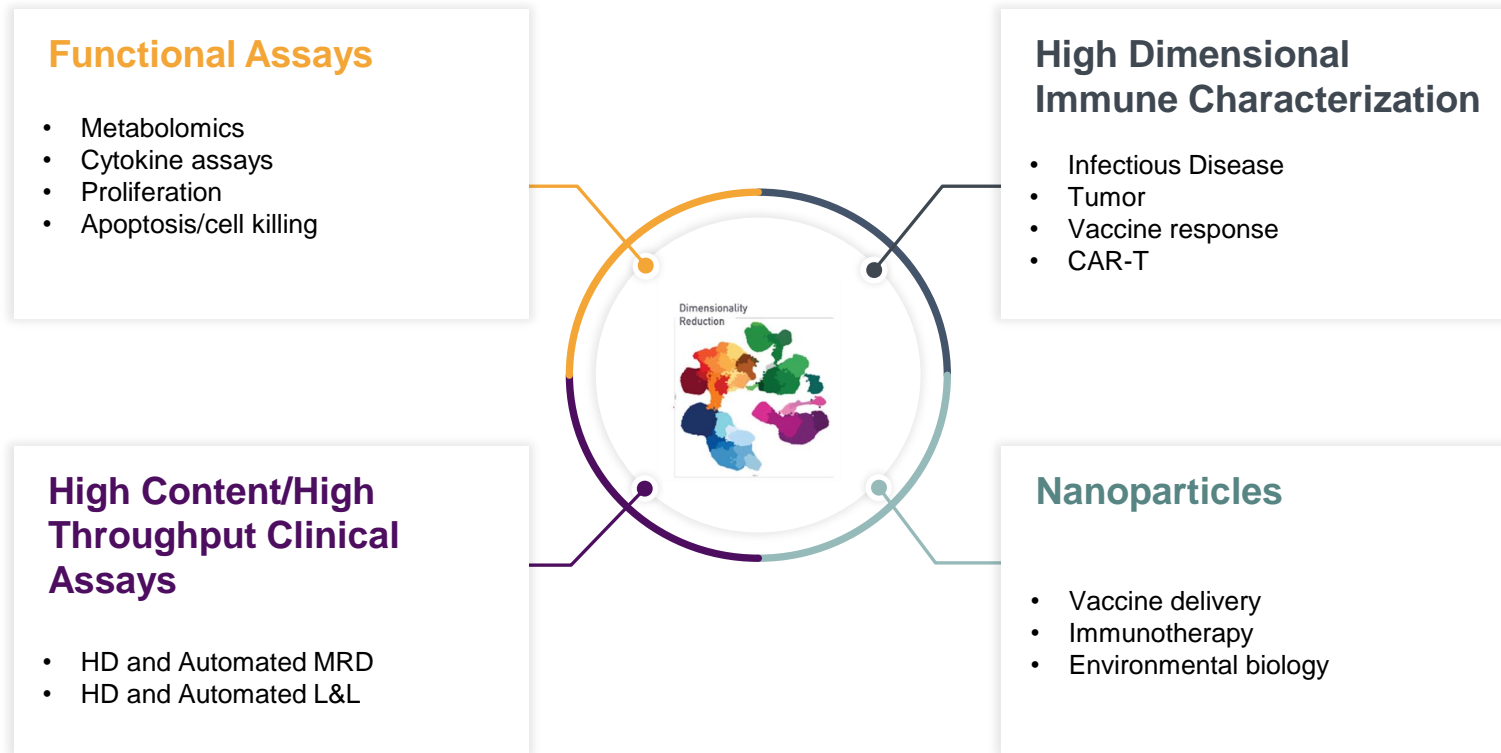 Functional Assays
• Metabolomics
• Cytokine assays
• Proliferation
• Apoptosis/cell killing
High Dimensional
Immune Characterization
• Infectious Disease
• Tumor
• Vaccine response
• CAR-T
Dimensionality
Reduction
High Content/High
Throughput Clinical
Assays
• HD and Automated MRD
• HD and Automated L&L
Nanoparticles
• Vaccine delivery
• Immunotherapy
• Environmental biology